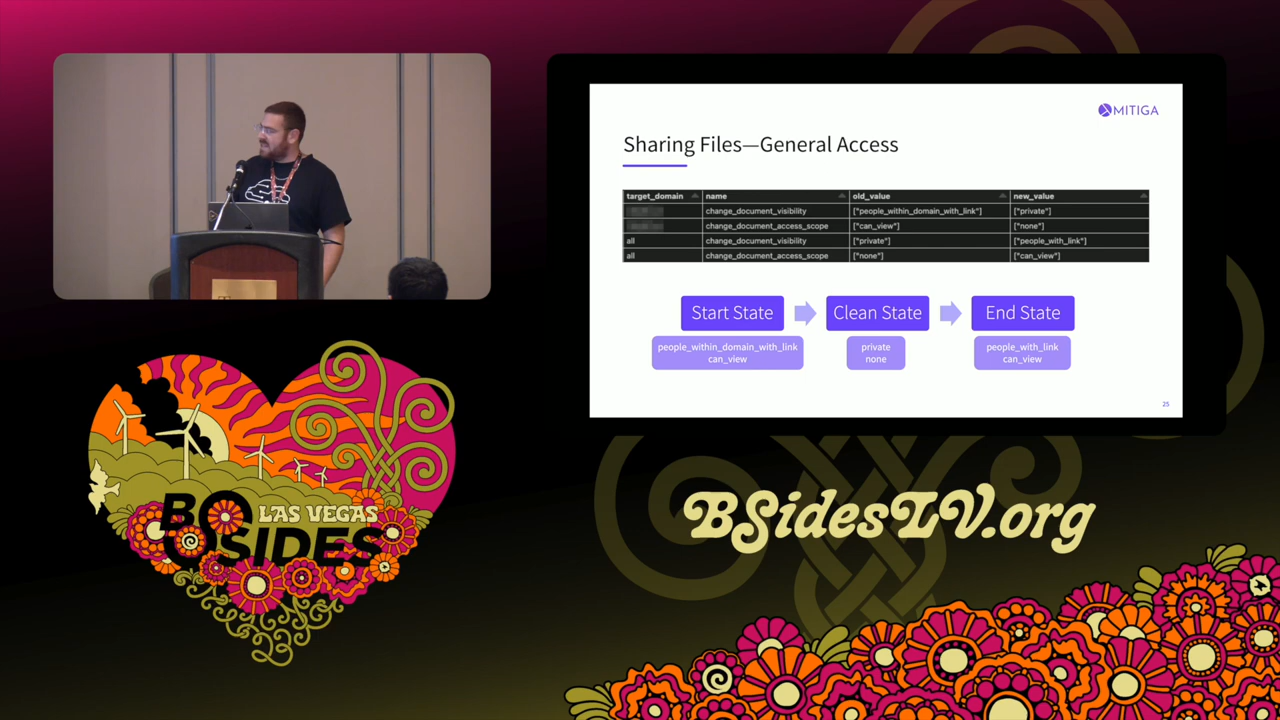 MITIGA
Sharing Files—General Access
target_domain name old_value new_value
change_document_visibility ["people_within_domain_with_link"] ["private"]
change_document_access_scope ["can_view"] ["none"]
all change_document_visibility ["private"] ["people_with_link"]
all change_document_access_scope ["none"] ["can_view"]
Start State Clean State End State
people_within_domain_with_link private people_with_link
can_view none can_view
25
LAS VEGAS
BSIDES
BSidesLV.org